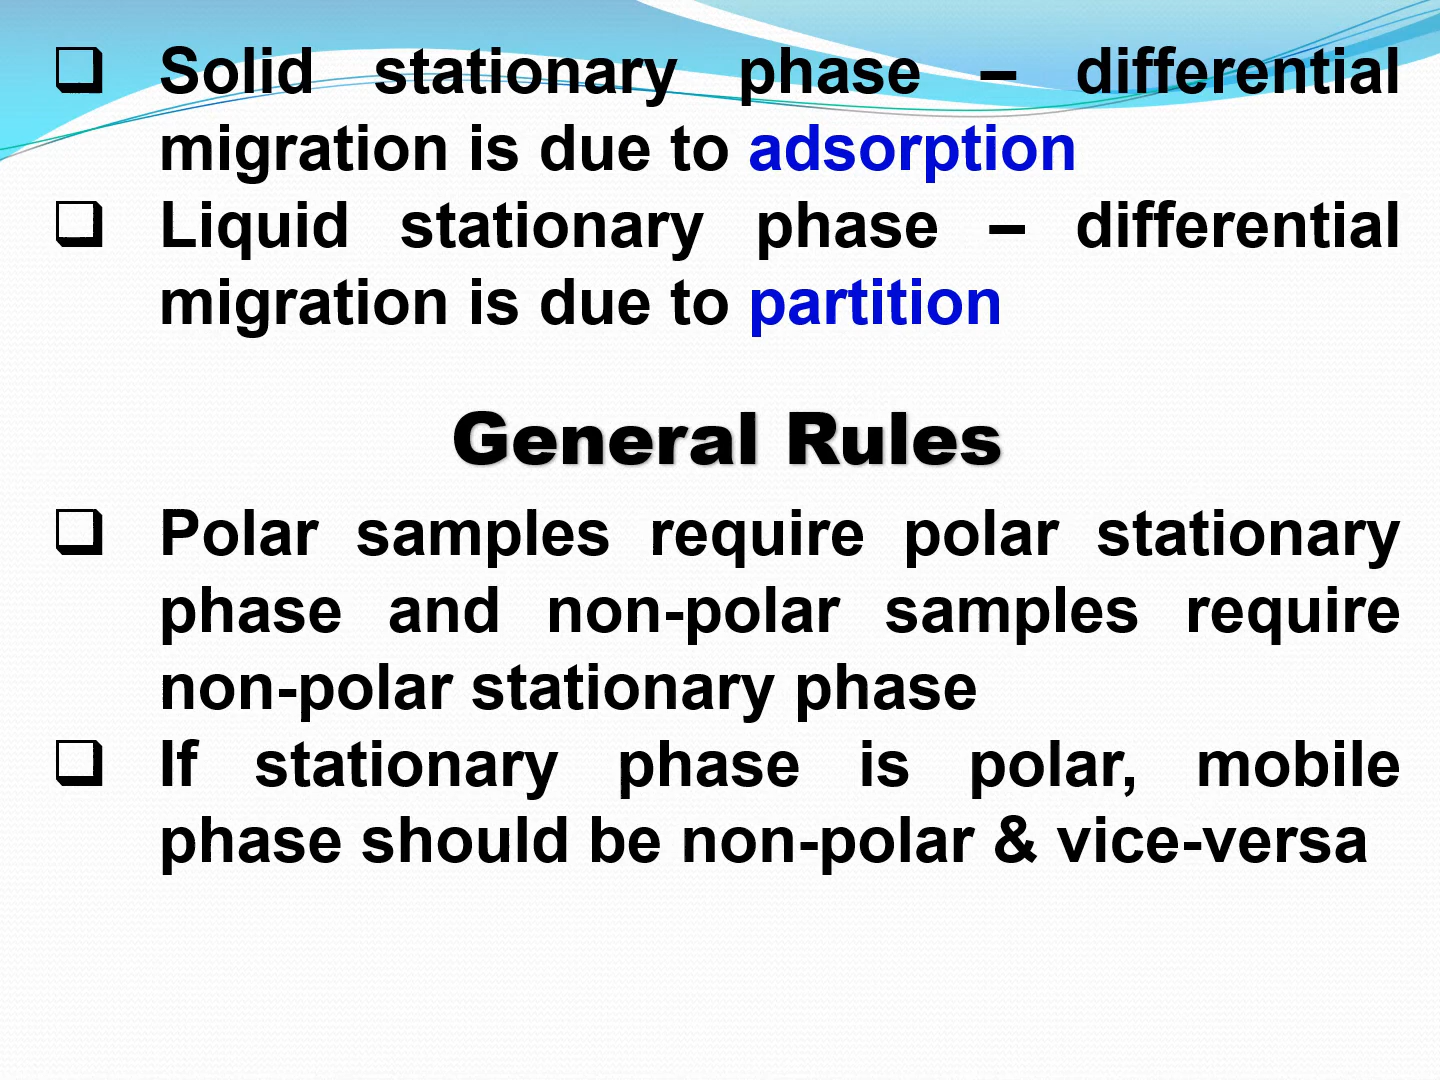 ❑ Solid stationary phase – differential
migration is due to adsorption
❑ Liquid stationary phase – differential
migration is due to partition
General Rules
❑ Polar samples require polar stationary
phase and non-polar samples require
non-polar stationary phase
❑ If stationary phase is polar, mobile
phase should be non-polar & vice-versa